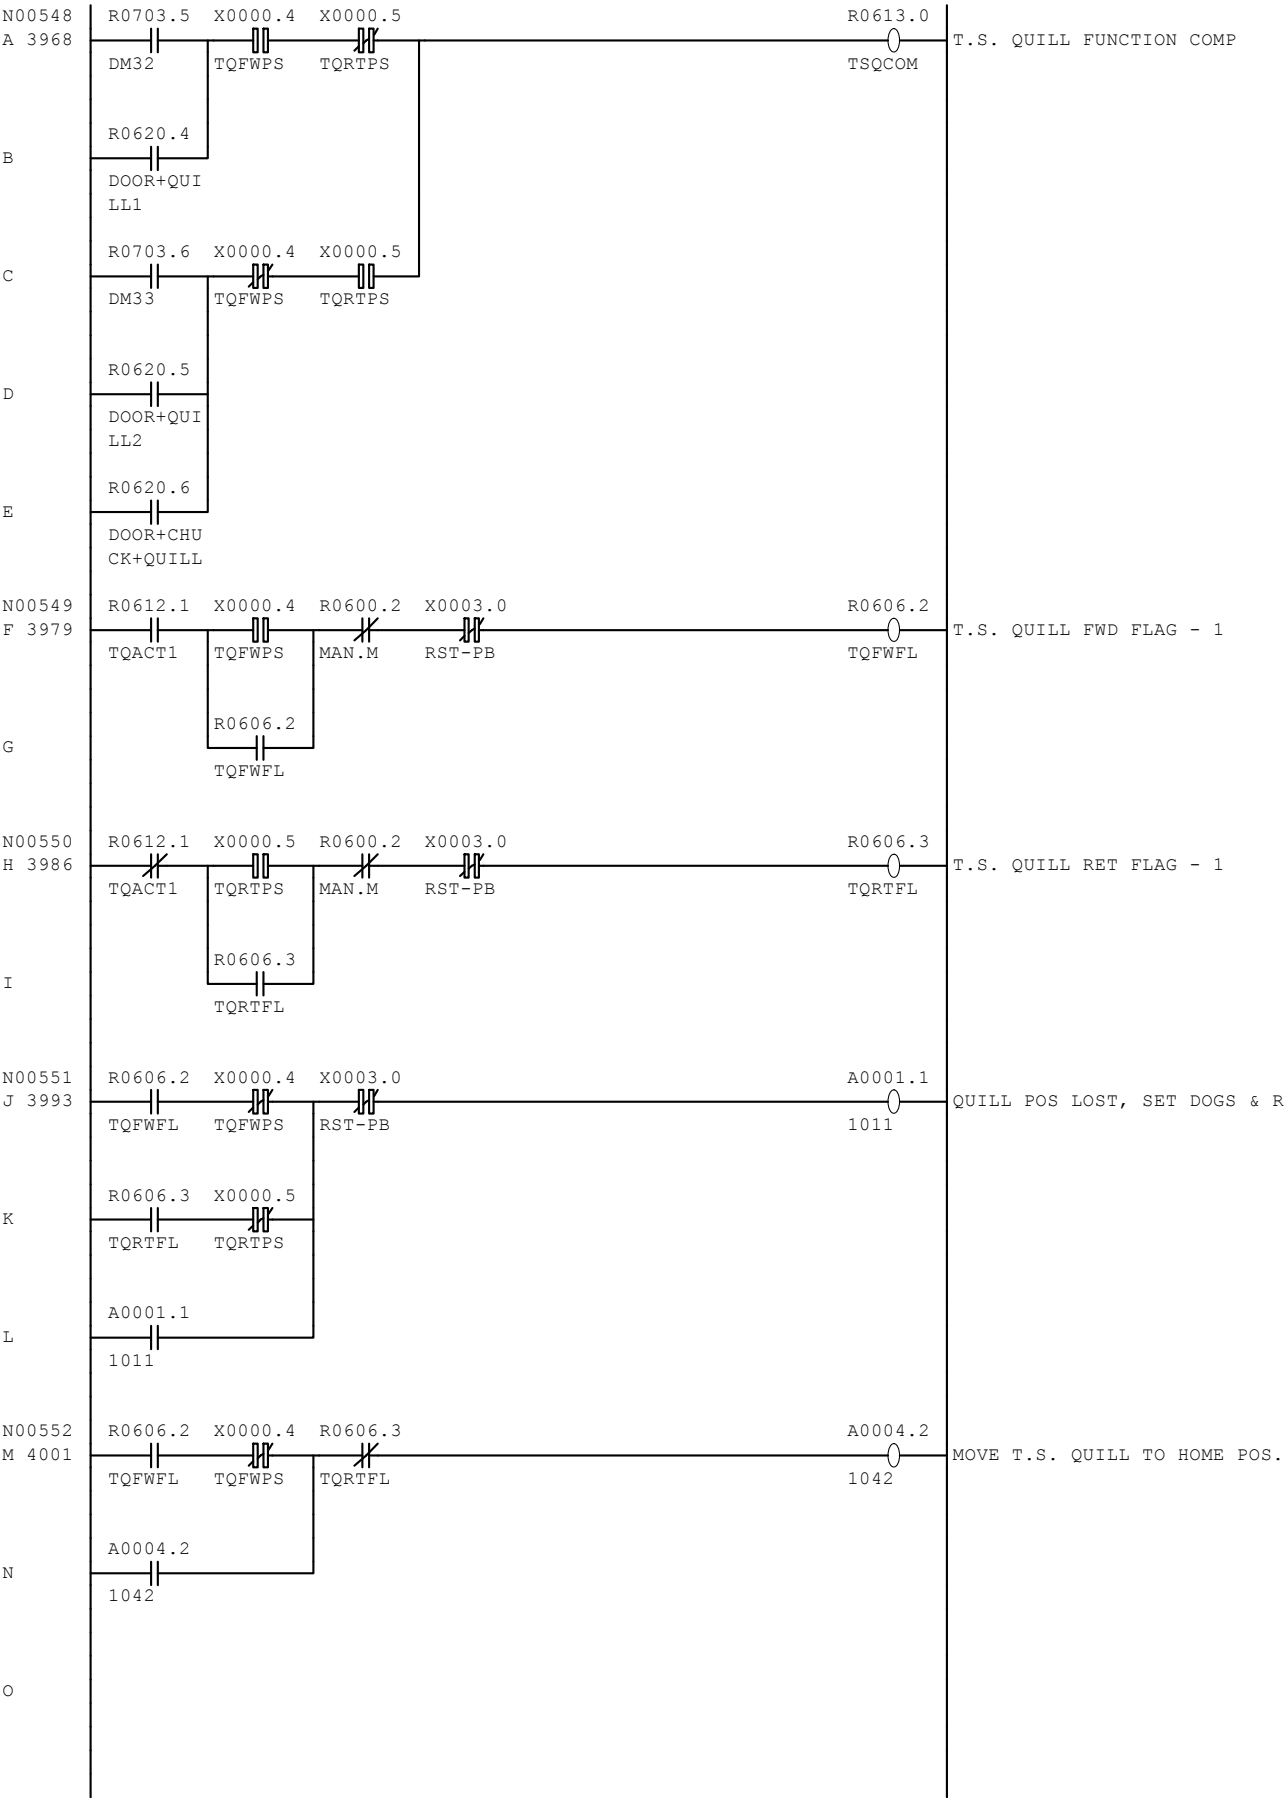 N00548 R0703.5 X0000.4 X0000.5 R0613.0
A 3968 T.S. QUILL FUNCTION COMP
DM32 TQFWPS TQRTPS TSQCOM
R0620.4
B
DOOR+QUI
LL1
R0703.6 X0000.4 X0000.5
C
DM33 TQFWPS TQRTPS
R0620.5
D
DOOR+QUI
LL2
R0620.6
E
DOOR+CHU
CK+QUILL
N00549 R0612.1 X0000.4 R0600.2 X0003.0 R0606.2
F 3979 T.S. QUILL FWD FLAG - 1
TQACT1 TQFWPS MAN.M RST-PB TQFWFL
R0606.2
G
TQFWFL
N00550 R0612.1 X0000.5 R0600.2 X0003.0 R0606.3
H 3986 T.S. QUILL RET FLAG - 1
TQACT1 TQRTPS MAN.M RST-PB TQRTFL
R0606.3
I
TQRTFL
N00551 R0606.2 X0000.4 X0003.0 A0001.1
J 3993 QUILL POS LOST, SET DOGS & R
TQFWFL TQFWPS RST-PB 1011
R0606.3 X0000.5
K
TQRTFL TQRTPS
A0001.1
L
1011
N00552 R0606.2 X0000.4 R0606.3 A0004.2
M 4001 MOVE T.S. QUILL TO HOME POS.
TQFWFL TQFWPS TQRTFL 1042
A0004.2
N
1042
O